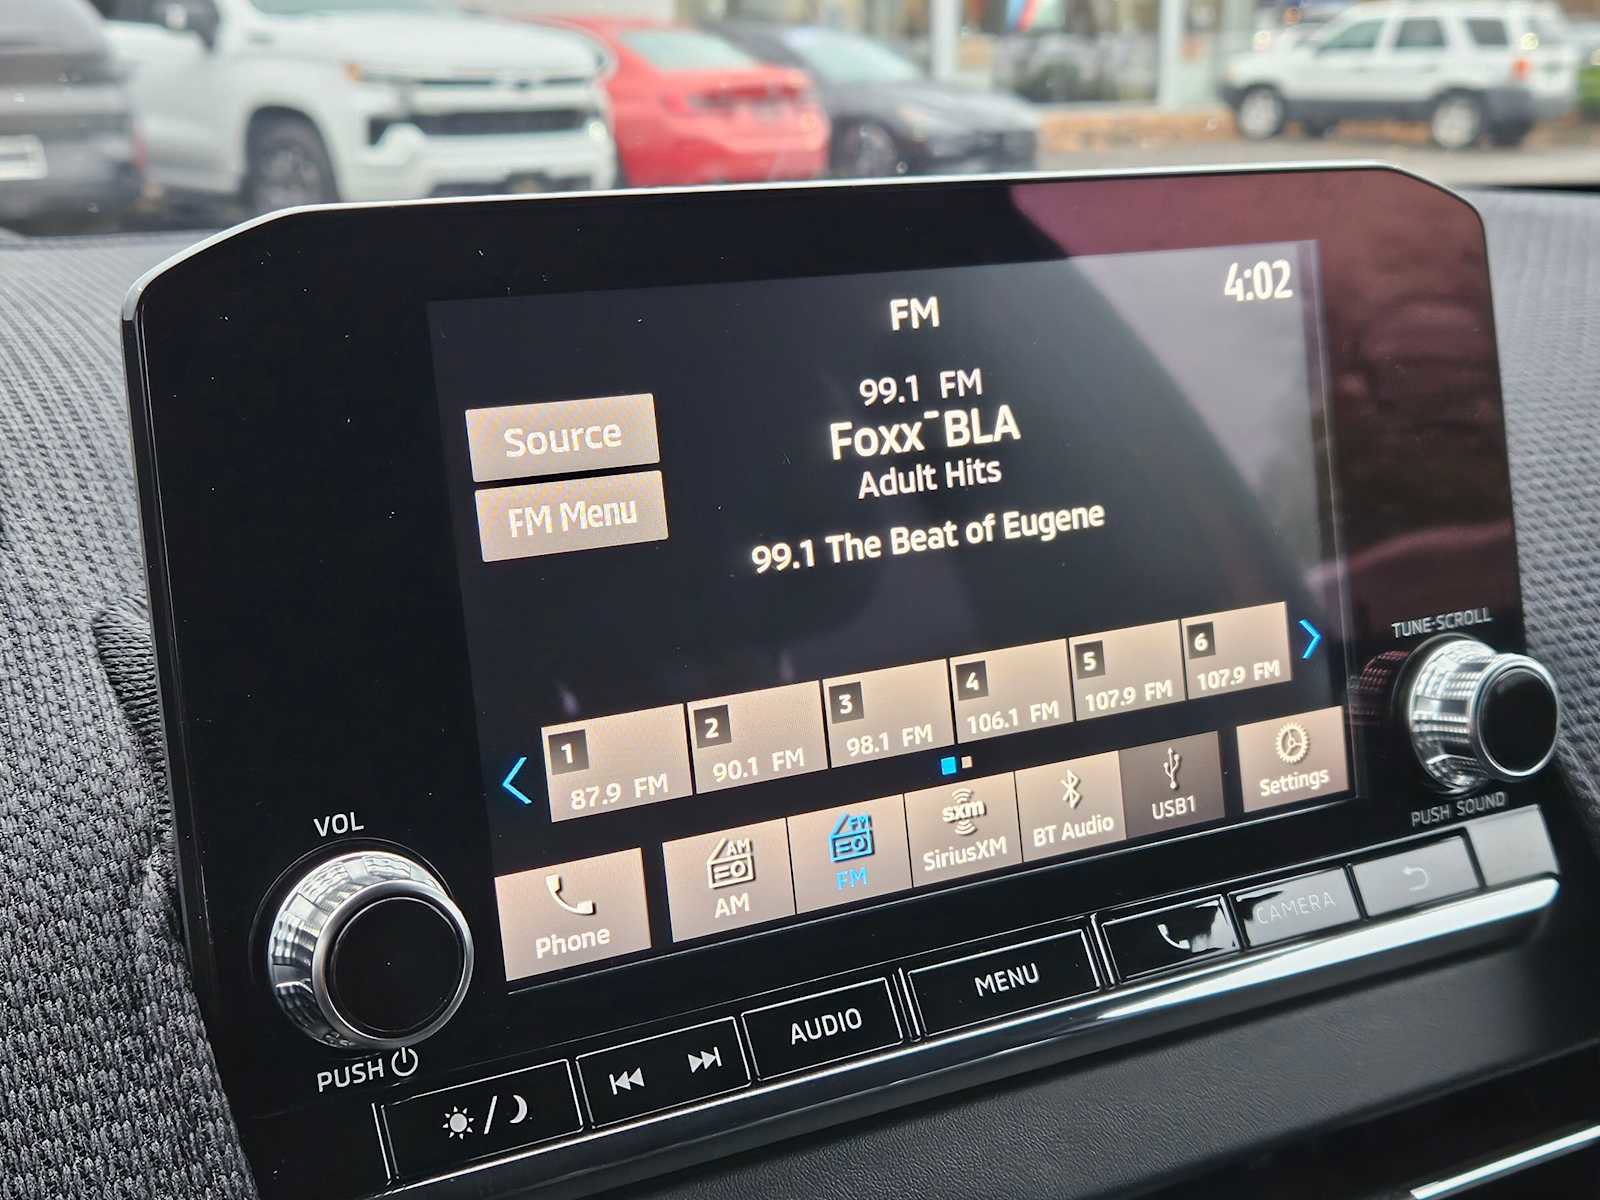 4:02
FM
99.1 FM
Foxx¯BLA
Adult Hits
99.1 The Beat of Eugene
Source
FM Menu
1
87.9 FM
2
90.1 FM
3
98.1 FM
4
106.1 FM
5
107.9 FM
6
107.9 FM
Phone
AM
AM
FM
FM
sxm
SiriusXM
BT Audio
USB1
Settings
VOL
PUSH
TUNE·SCROLL
PUSH SOUND
AUDIO
MENU
CAMERA